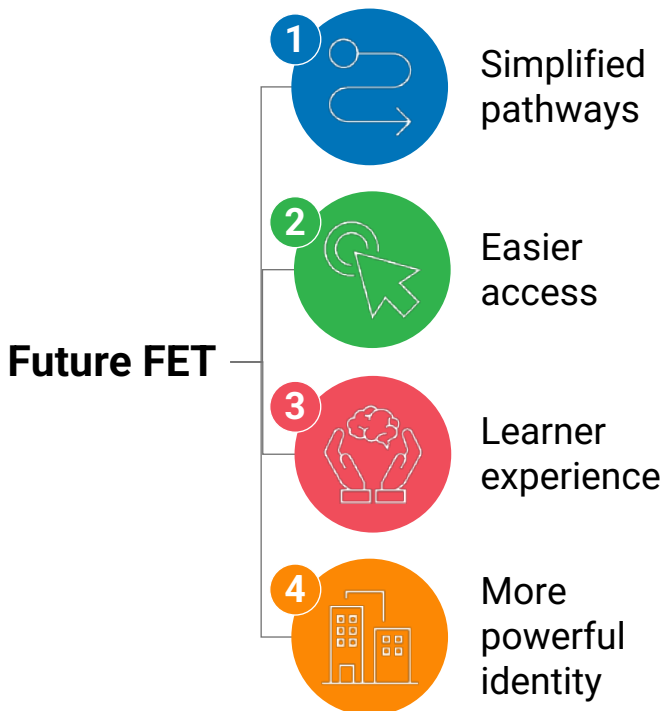 1
Simplified
pathways
2
Easier
access
Future FET
3
Learner
experience
4
More
powerful
identity